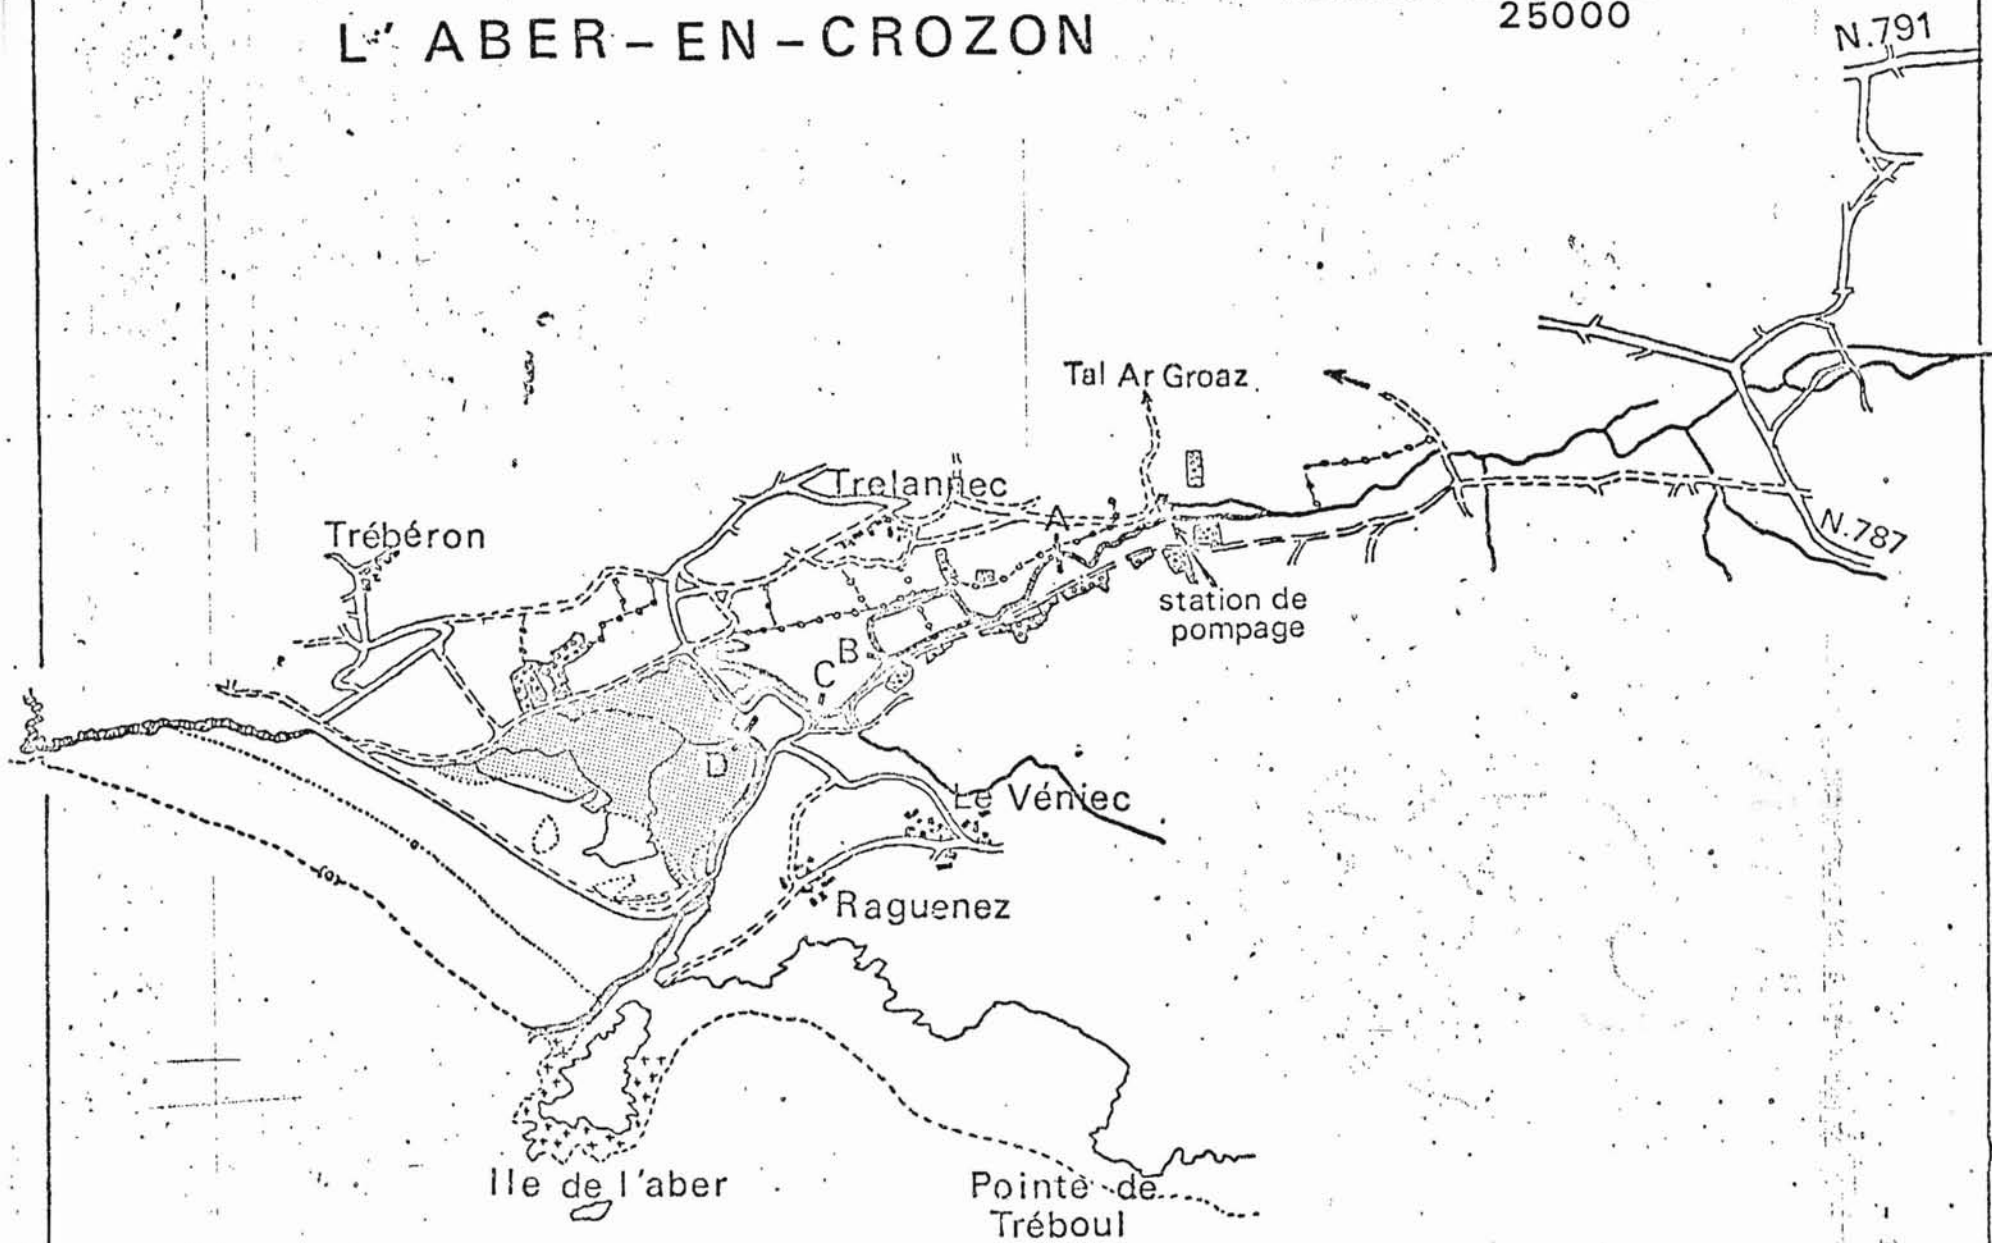 L' ABER-EN-CROZON
25000
N.791
Tal Ar Groaz
Trelannec
A
Trébéron
N.787
station de
pompage
B
C
D
Le Véniec
Raguenez
Ile de l'aber
Pointe de
Tréboul